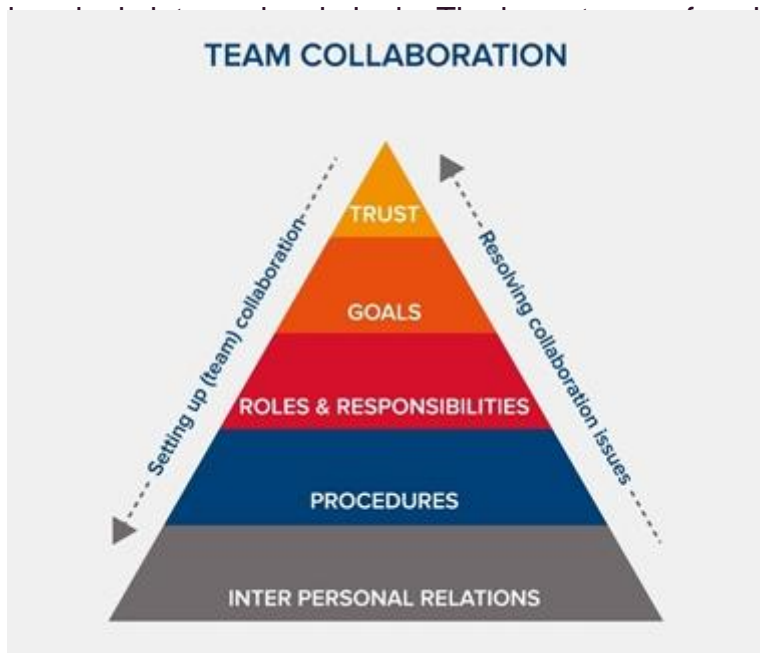 TEAM COLLABORATION
TRUST
GOALS
ROLES & RESPONSIBILITIES
PROCEDURES
INTER PERSONAL RELATIONS
Setting up (team) collaboration
Resolving collaboration issues